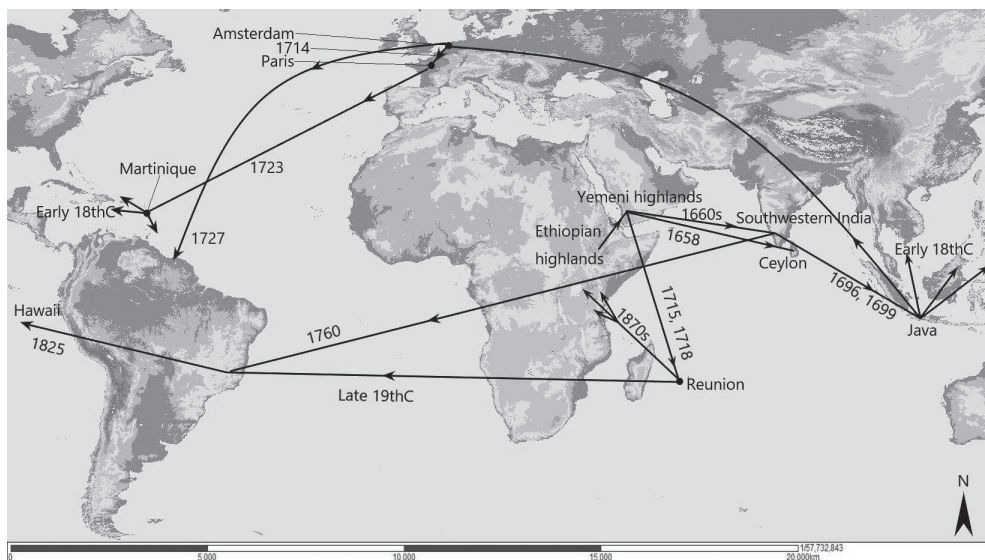 Amsterdam
1714
Paris
Martinique
1723
Early 18thC
1727
Yemeni highlands
1660s
Southwestern India
Ethiopian
highlands
1658
Ceylon
Early 18thC
1696, 1699
Java
Hawaii
1825
1760
1870s
1715, 1718
Reunion
Late 19thC
N
1/57,732,843
0 5.000 10.000 15.000 20.000km